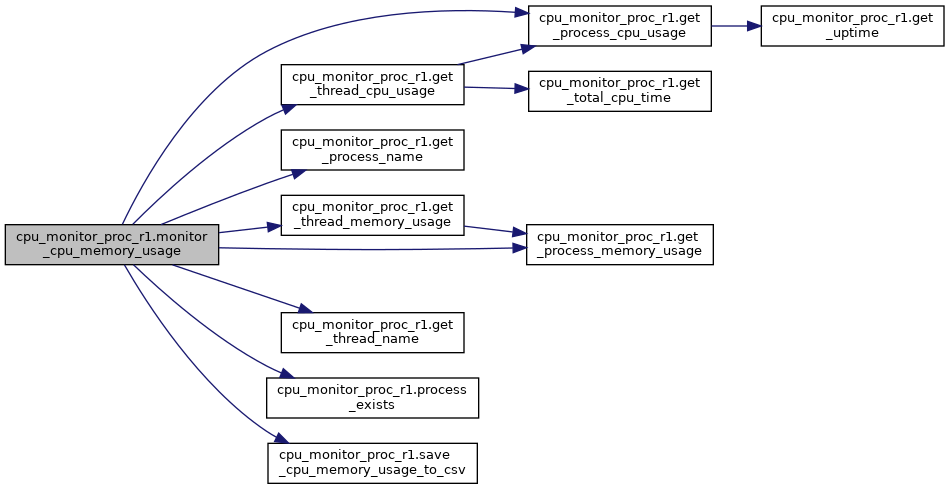 cpu_monitor_proc_r1.get
_process_cpu_usage
cpu_monitor_proc_r1.get
_uptime
cpu_monitor_proc_r1.get
_thread_cpu_usage
cpu_monitor_proc_r1.get
_total_cpu_time
cpu_monitor_proc_r1.get
_process_name
cpu_monitor_proc_r1.get
_thread_memory_usage
cpu_monitor_proc_r1.monitor
_cpu_memory_usage
cpu_monitor_proc_r1.get
_process_memory_usage
cpu_monitor_proc_r1.get
_thread_name
cpu_monitor_proc_r1.process
_exists
cpu_monitor_proc_r1.save
_cpu_memory_usage_to_csv